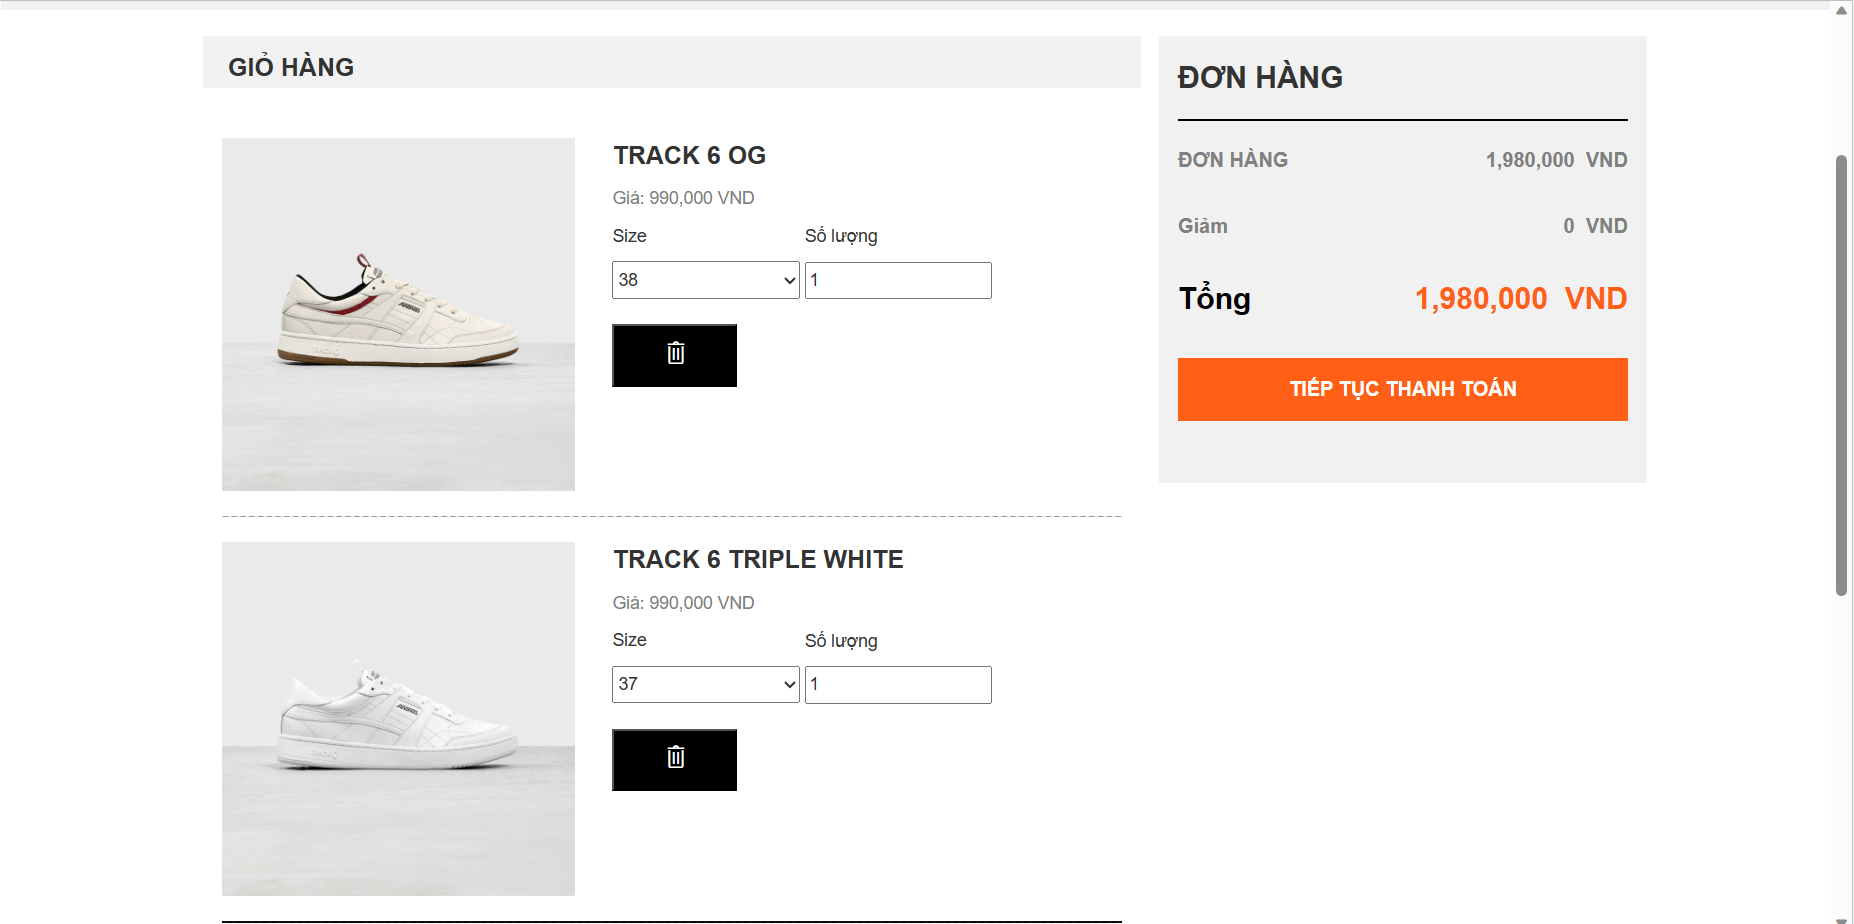 GIỎ HÀNG
TRACK 6 OG
Giá: 990,000 VND
Size
Số lượng
38
1
TRACK 6 TRIPLE WHITE
Giá: 990,000 VND
Size
Số lượng
37
1
ĐƠN HÀNG
ĐƠN HÀNG 1,980,000 VND
Giảm 0 VND
Tổng 1,980,000 VND
TIẾP TỤC THANH TOÁN